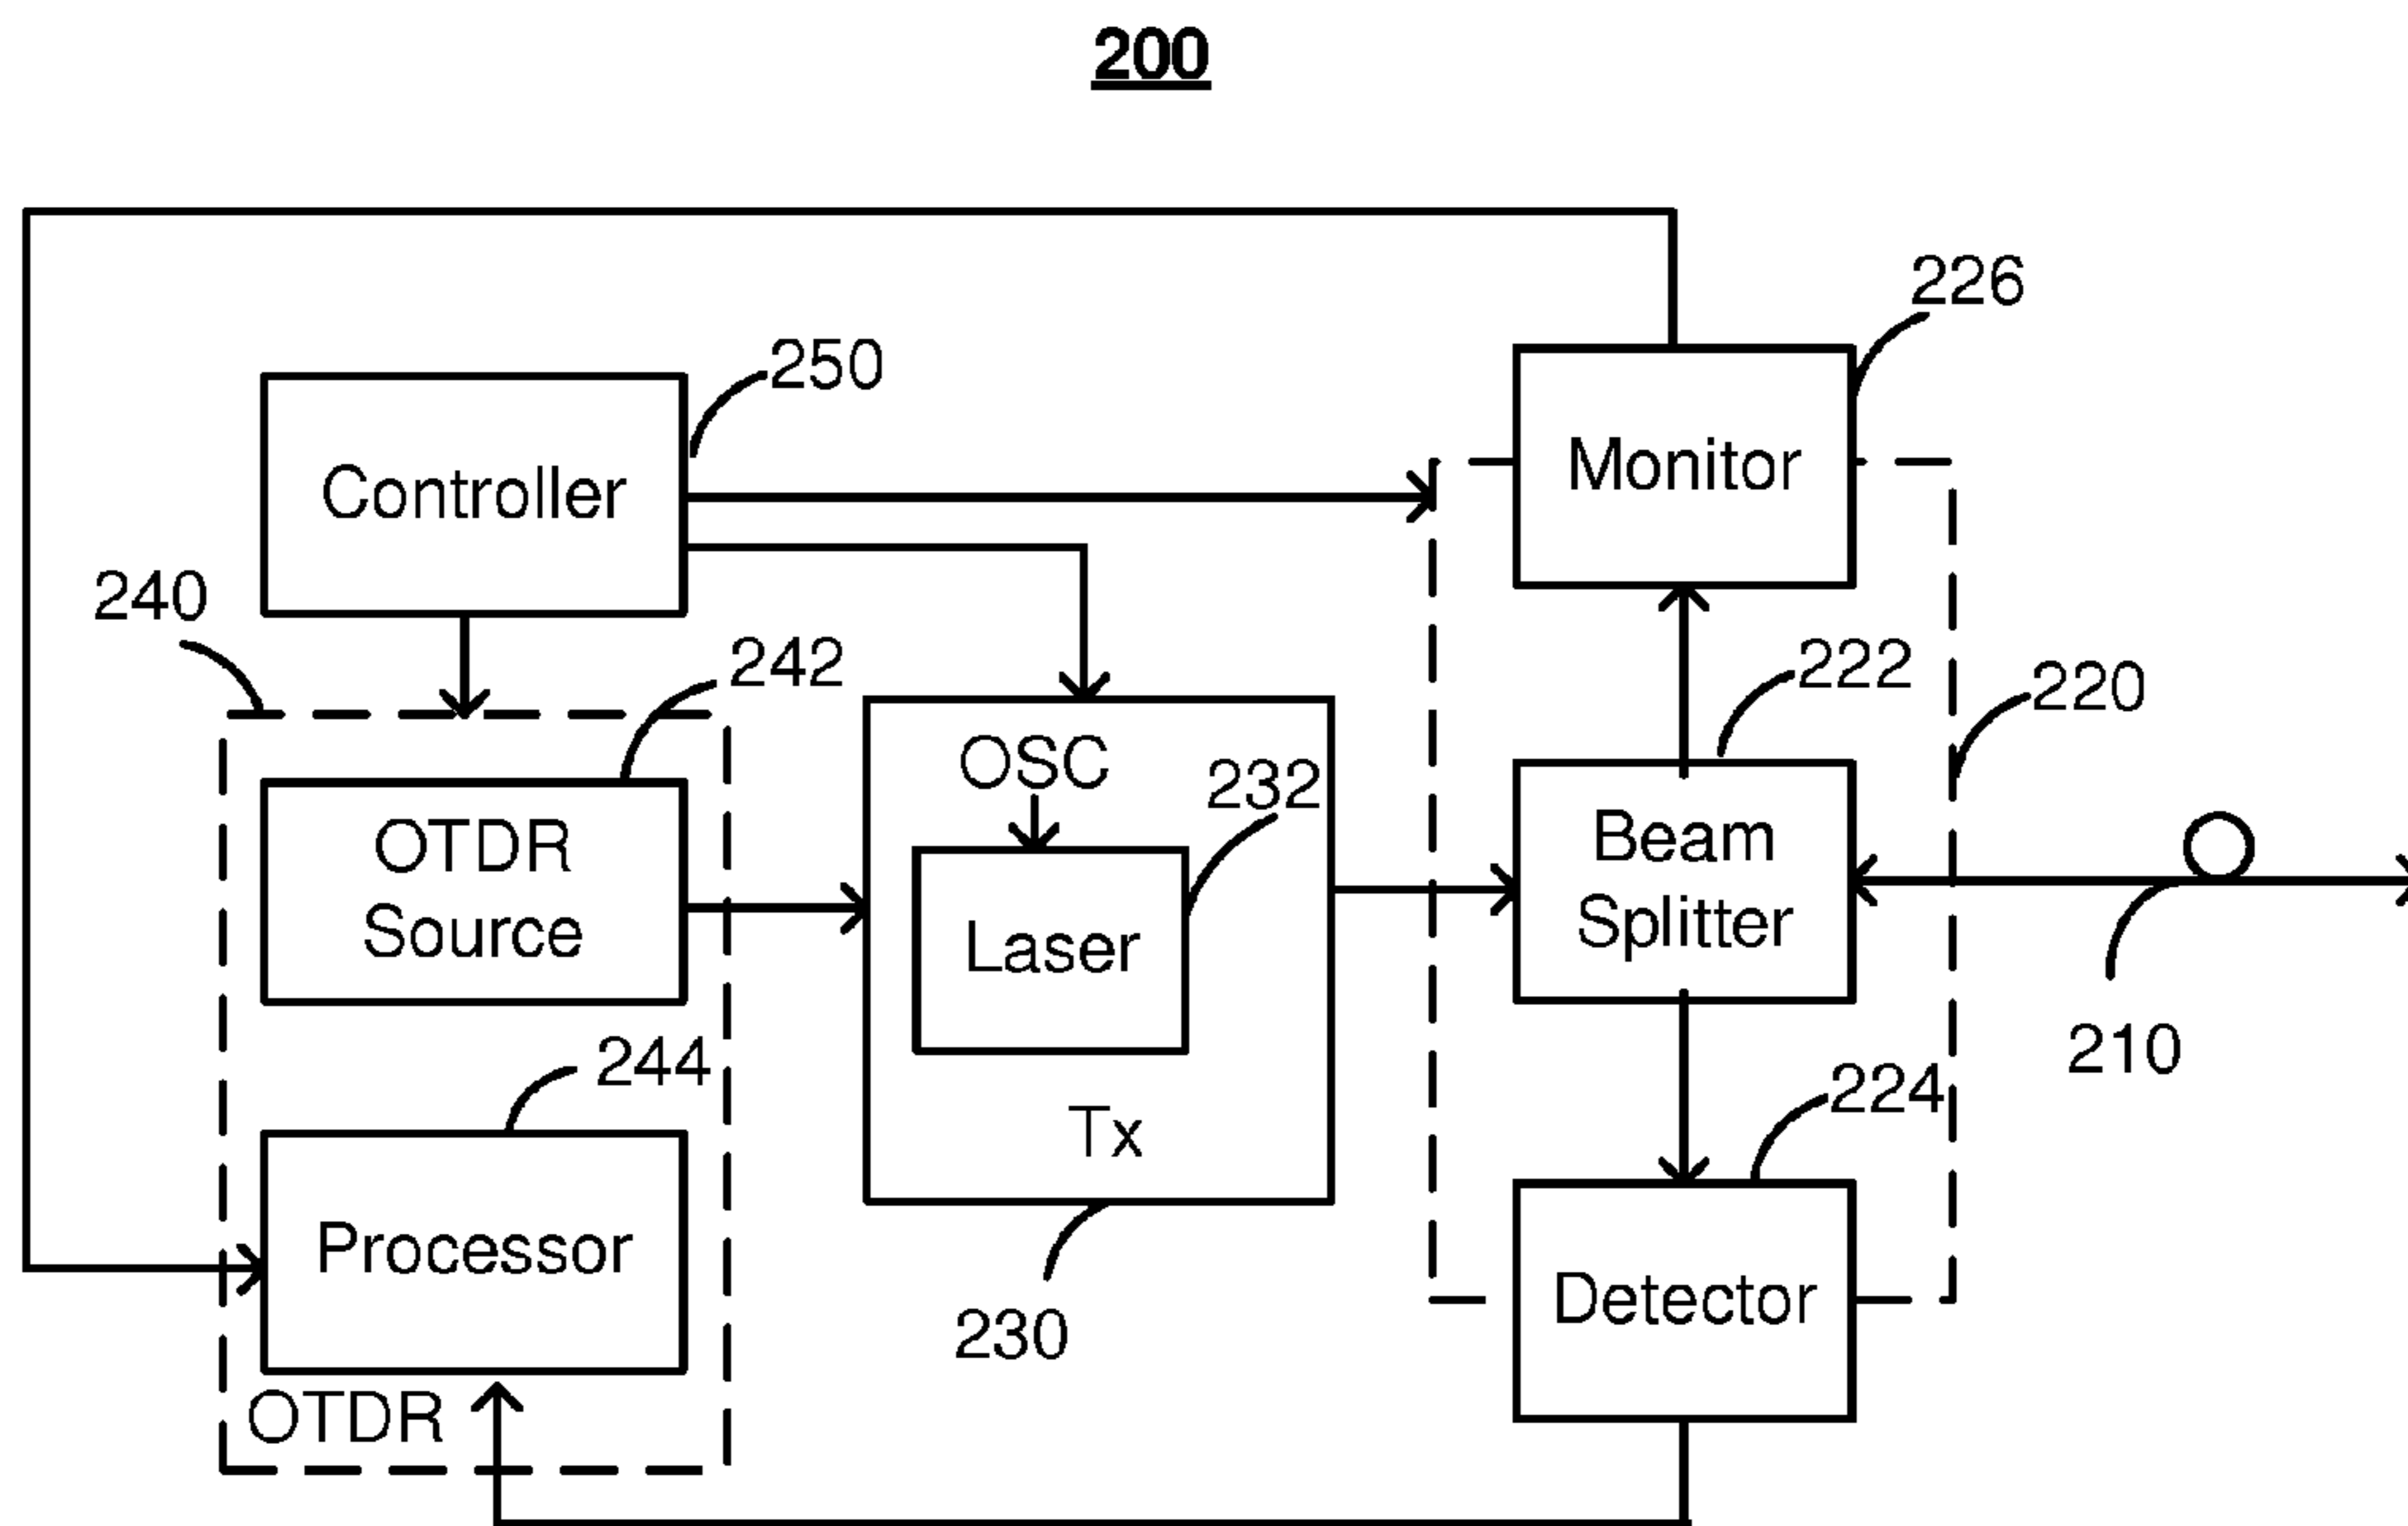 200
226
250
Monitor
Controller
240
242
222
220
OSC
232
OTDR
Source
Beam
Splitter
Laser
244
210
224
Tx
Processor
Detector
230
OTDR